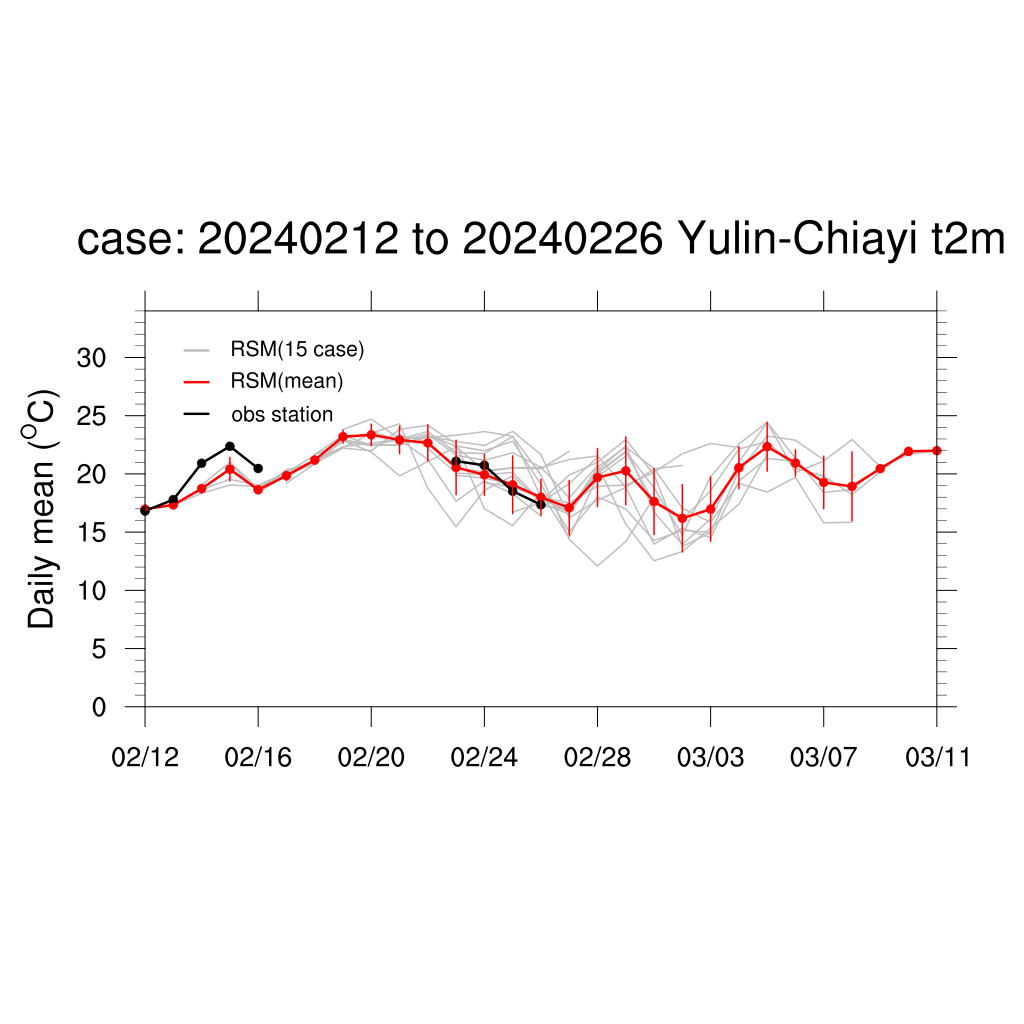 case: 20240212 to 20240226 Yulin-Chiayi t2m
RSM(15 case)
RSM(mean)
obs station
Daily mean (°C)
30
25
20
15
10
5
0
02/12 02/16 02/20 02/24 02/28 03/03 03/07 03/11